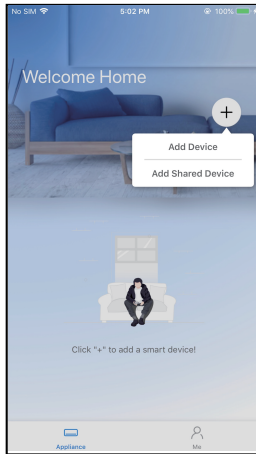 No SIM 5:02 PM 100%
Welcome Home
+
Add Device
Add Shared Device
Click "+" to add a smart device!
Appliance Me